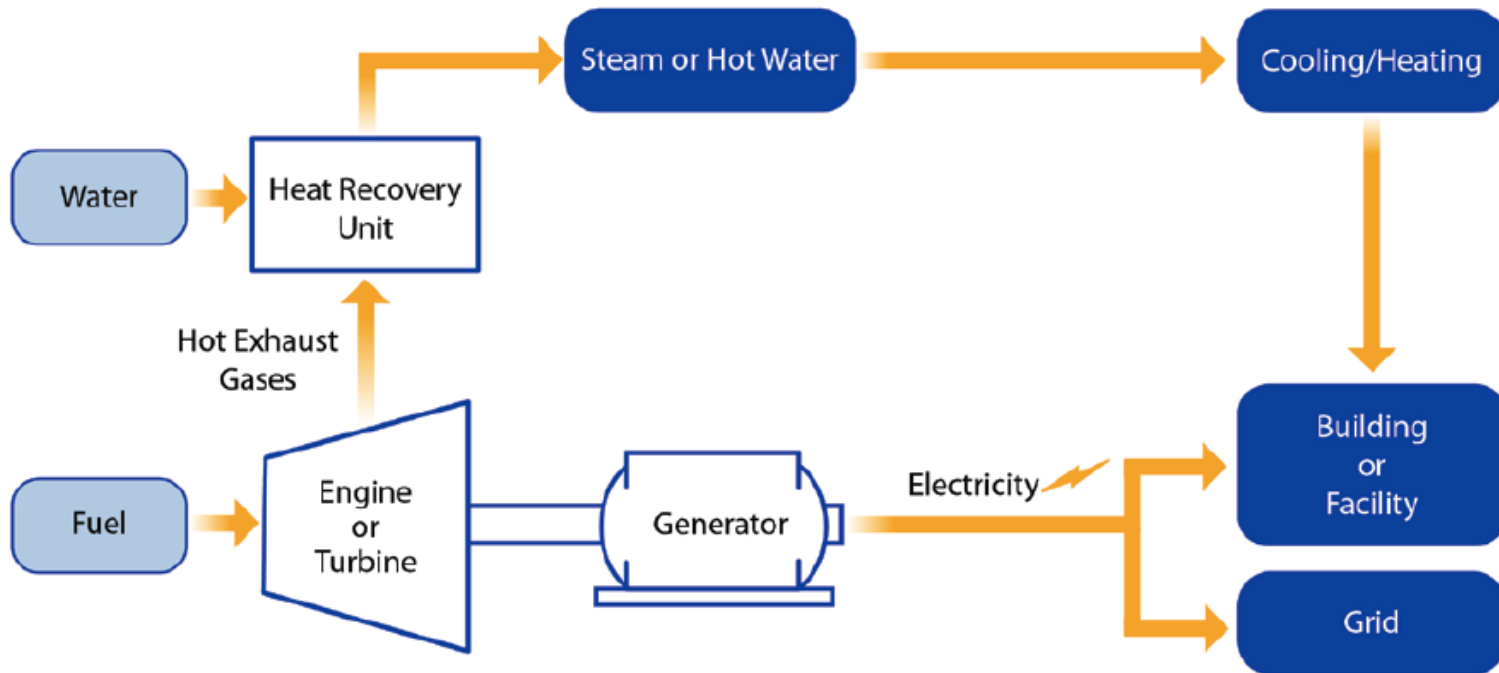 Steam or Hot Water
Cooling/Heating
Water
Heat Recovery
Unit
Hot Exhaust
Gases
Fuel
Engine
or
Turbine
Generator
Electricity
Building
or
Facility
Grid